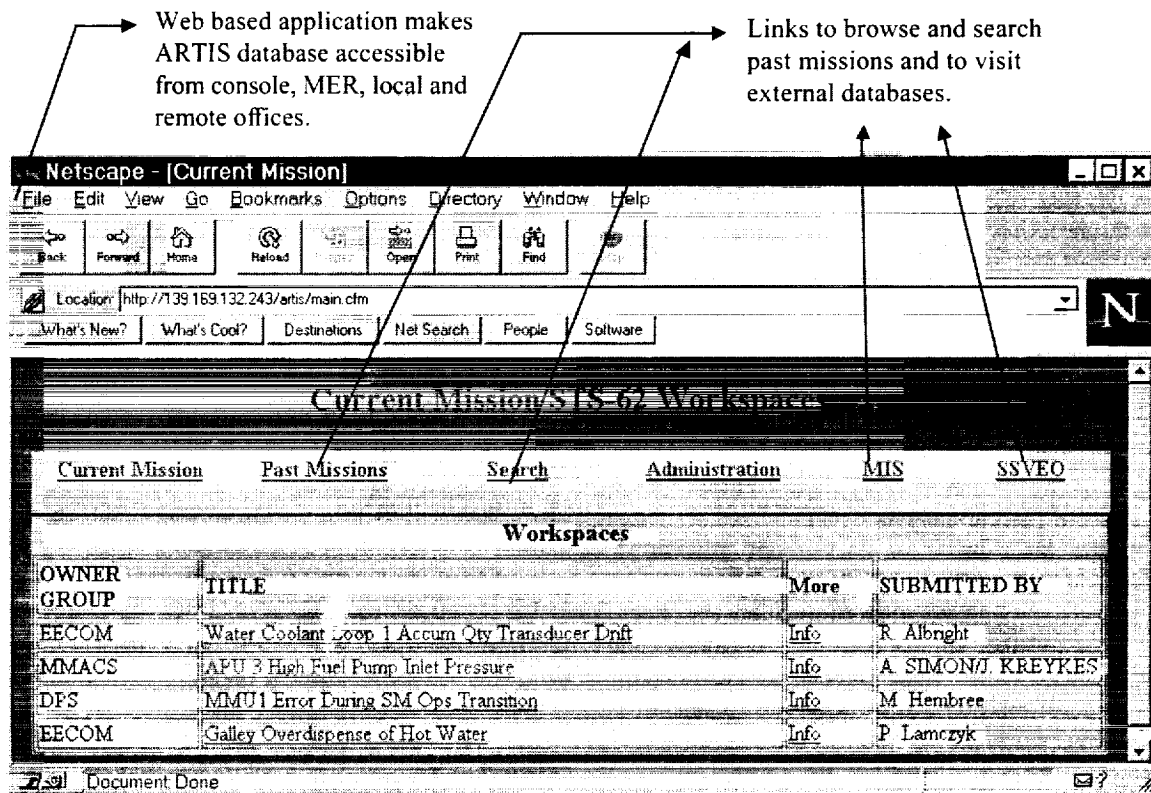 Web based application makes
ARTIS database accessible
from console, MER, local and
remote offices.
Links to browse and search
past missions and to visit
external databases.
Netscape - [Current Mission]
File Edit View Go Bookmarks Options Directory Window Help
Back Forward Home Reload Open Print Find
Location: http://139.169.132.243/artis/main.cfm
What's New? What's Cool? Destinations Net Search People Software
N
Current Mission/STS-62 Workspaces
Current Mission Past Missions Search Administration MIS SSVEO
Workspaces
OWNER GROUP TITLE More SUBMITTED BY
EECOM Water Coolant Loop 1 Accum Qty Transducer Drift Info R. Albright
MMACS APU 3 High Fuel Pump Inlet Pressure Info A. SIMON/J. KREYKES
DPS MMU1 Error During SM Ops Transition Info M. Hembree
EECOM Galley Overdispense of Hot Water Info P. Lamczyk
Document Done